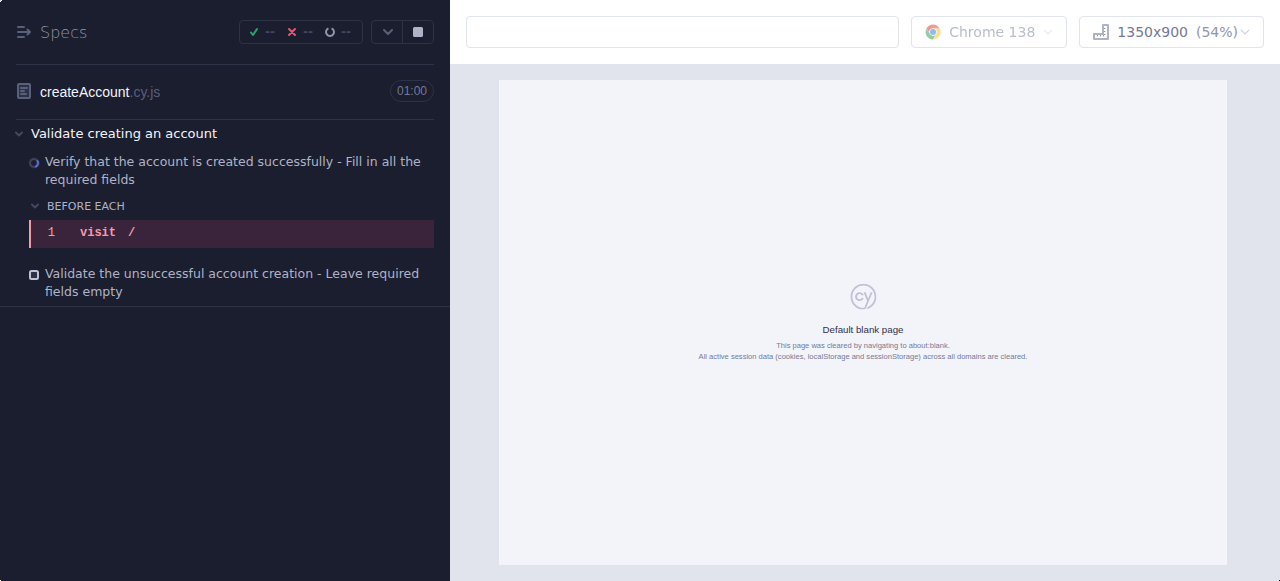 Specs
--
--
--
Chrome 138
1350x900 (54%)
createAccount.cy.js
01:00
Validate creating an account
Verify that the account is created successfully - Fill in all the
required fields
BEFORE EACH
1 visit /
Validate the unsuccessful account creation - Leave required
fields empty
cy
Default blank page
This page was cleared by navigating to about:blank.
All active session data (cookies, localStorage and sessionStorage) across all domains are cleared.